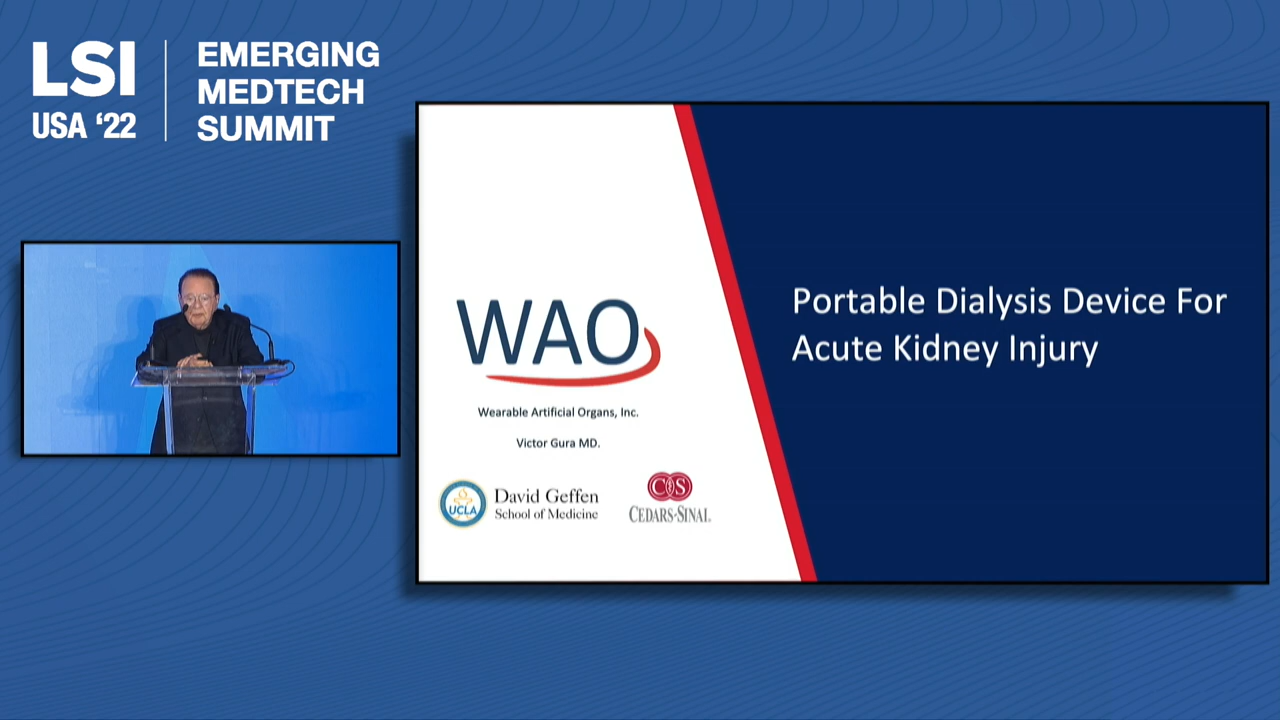 LSI
USA ‘22
EMERGING
MEDTECH
SUMMIT
WAO
Wearable Artificial Organs, Inc.
Victor Gura MD.
UCLA
David Geffen
School of Medicine
CS
CEDARS-SINAI.
Portable Dialysis Device For
Acute Kidney Injury